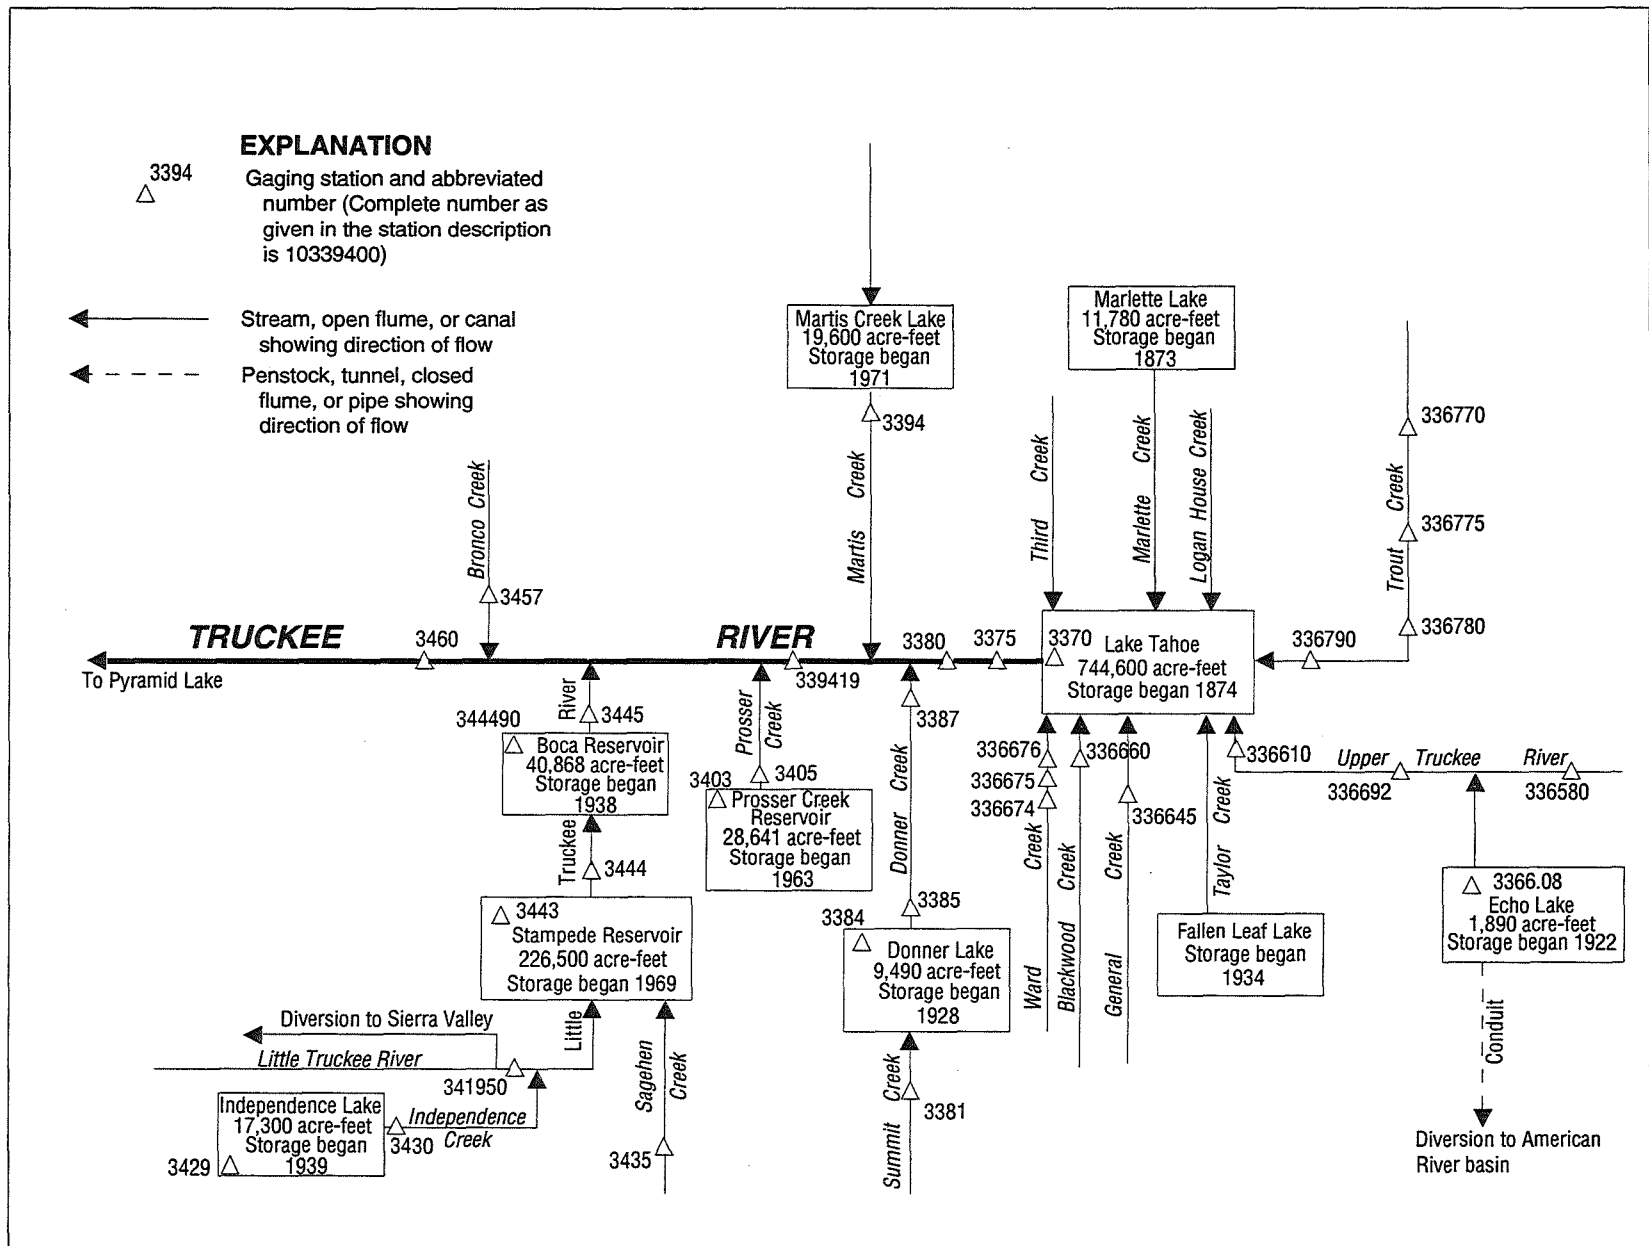 EXPLANATION
3394
Gaging station and abbreviated
number (Complete number as
given in the station description
is 10339400)
Stream, open flume, or canal
showing direction of flow
Penstock, tunnel, closed
flume, or pipe showing
direction of flow
Martis Creek Lake
19,600 acre-feet
Storage began
1971
3394
Martis Creek
Marlette Lake
11,780 acre-feet
Storage began
1873
Third Creek
Marlette Creek
Logan House Creek
336770
336775
Trout Creek
336780
336790
Bronco Creek
3457
TRUCKEE RIVER
3460
To Pyramid Lake
339419
3380
3375
3370
Lake Tahoe
744,600 acre-feet
Storage began 1874
344490
River
3445
Boca Reservoir
40,868 acre-feet
Storage began
1938
Truckee
3444
3443
Stampede Reservoir
226,500 acre-feet
Storage began 1969
Little
Diversion to Sierra Valley
Little Truckee River
341950
Independence Lake
17,300 acre-feet
Storage began
1939
3429
3430
Independence
Creek
Sagehen
Creek
3435
Prosser
Creek
3403
3405
Prosser Creek
Reservoir
28,641 acre-feet
Storage began
1963
3387
Donner Creek
3385
3384
Donner Lake
9,490 acre-feet
Storage began
1928
Summit Creek
3381
336676
336675
336674
Ward Creek
336660
Blackwood Creek
336645
General Creek
Taylor Creek
Fallen Leaf Lake
Storage began
1934
336610
Upper Truckee River
336692
336580
3366.08
Echo Lake
1,890 acre-feet
Storage began 1922
Conduit
Diversion to American
River basin